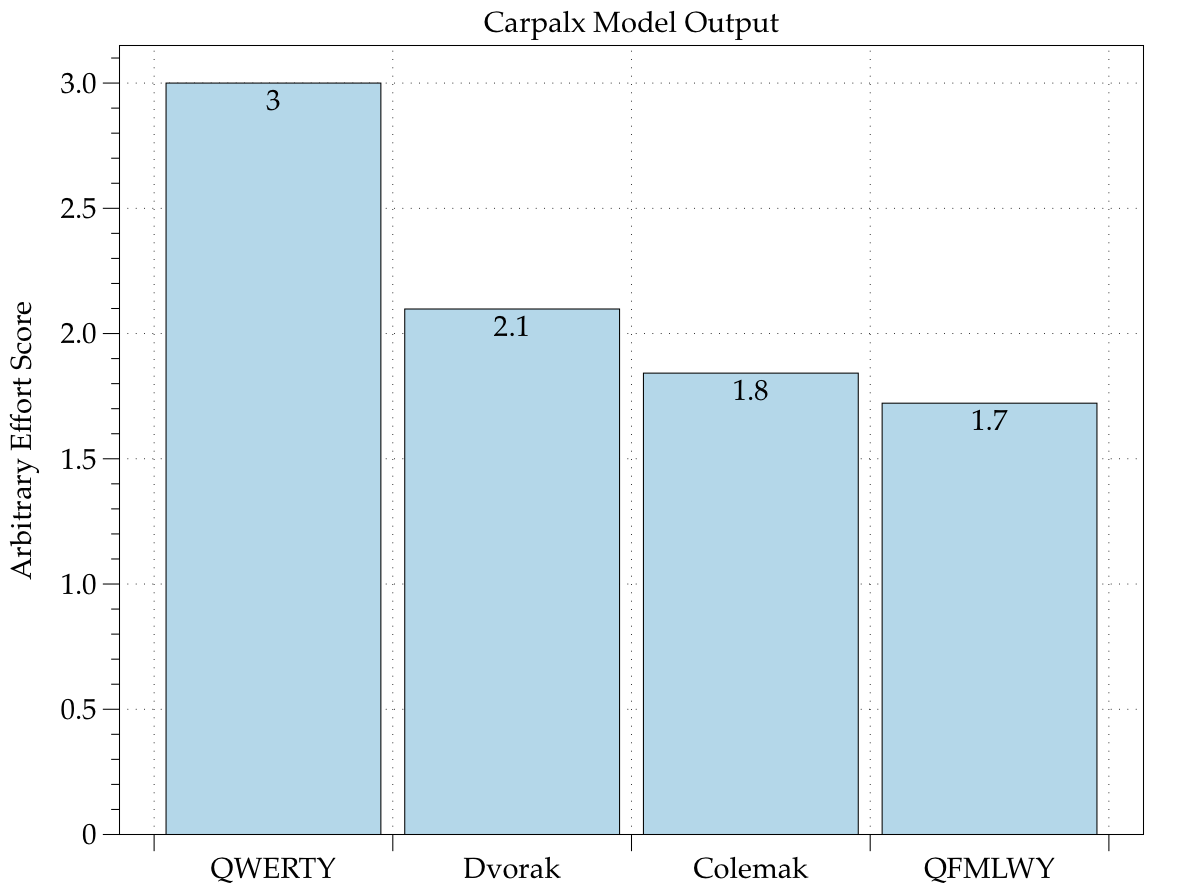 Carpalx Model Output
Arbitrary Effort Score
3.0
2.5
2.0
1.5
1.0
0.5
0
3
2.1
1.8
1.7
QWERTY
Dvorak
Colemak
QFMLWY